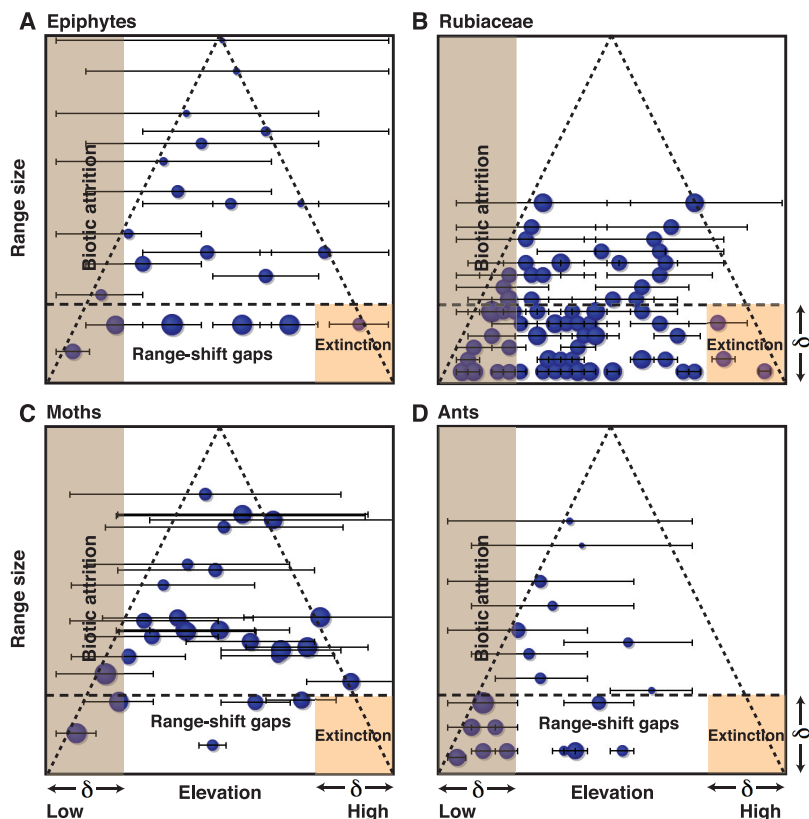 A Epiphytes
B Rubiaceae
Range size
Biotic attrition
Range-shift gaps
Extinction
Biotic attrition
Extinction
δ
C Moths
D Ants
Range size
Biotic attrition
Range-shift gaps
Extinction
Biotic attrition
Range-shift gaps
Extinction
δ
δ Elevation δ
Low High
δ Elevation δ
Low High